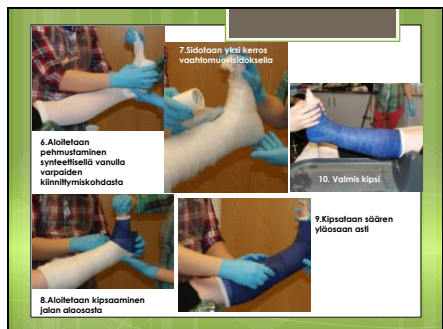 6.Aloitetaan
pehmustaminen
synteettisellä vanulla
varpaiden
kiinnittymiskohdasta
7.Sidotaan yksi kerros
vaahtomuovisidoksella
8.Aloitetaan kipsaaminen
jalan alaosasta
9.Kipsataan säären
yläosaan asti
10. Valmis kipsi